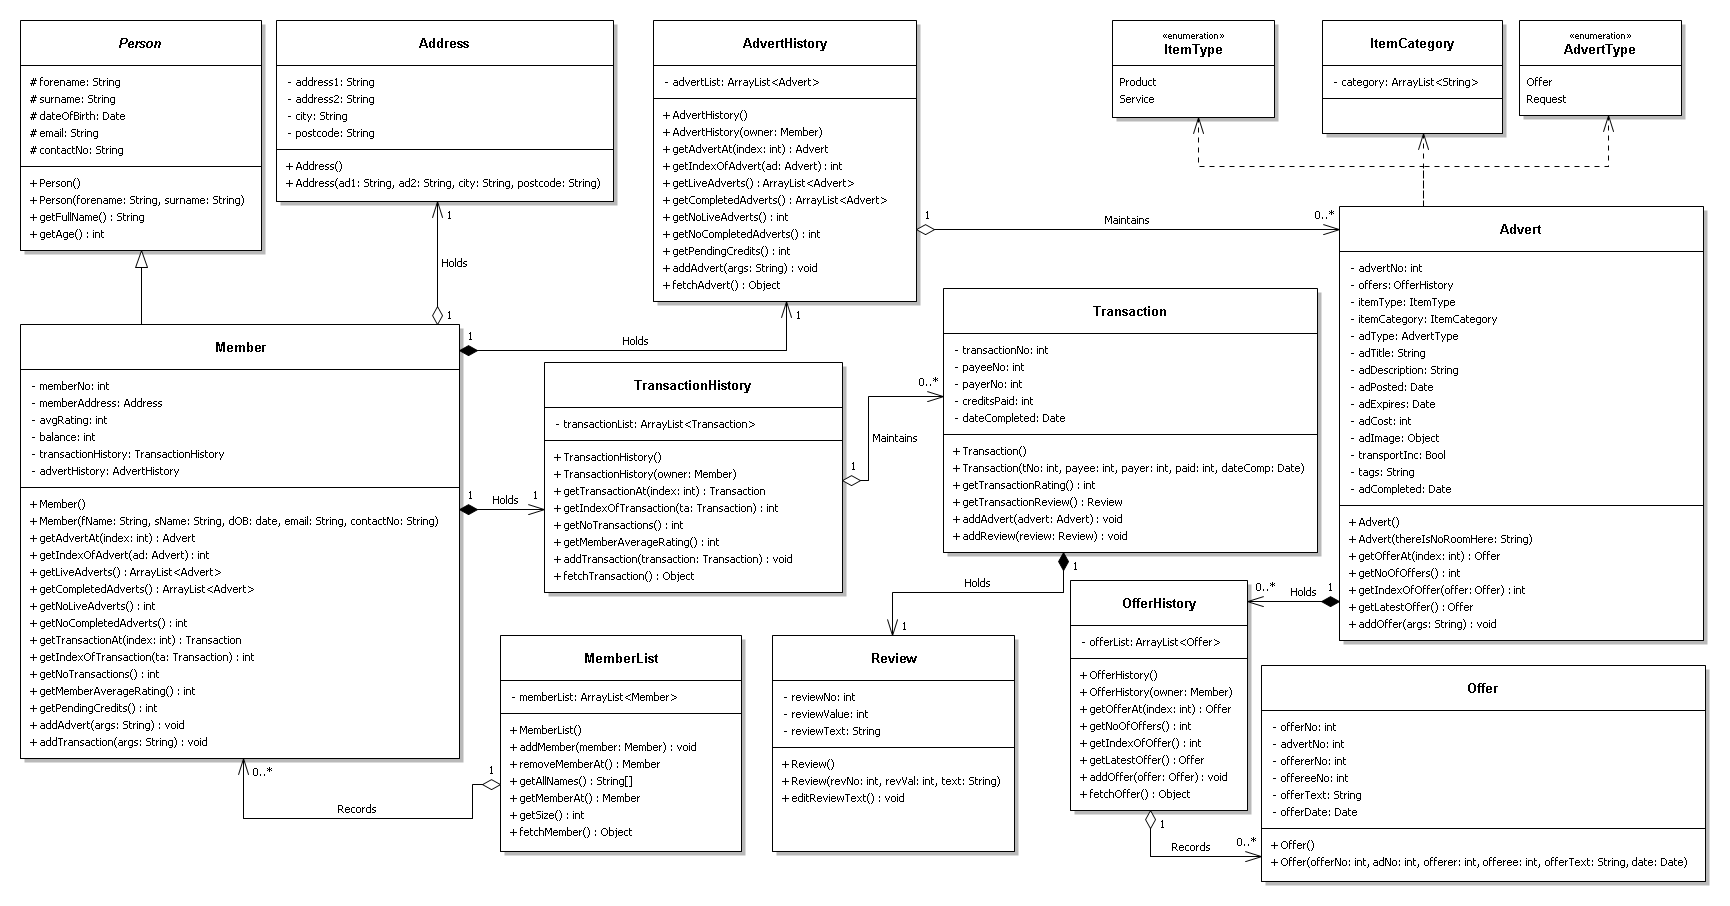 Person
# forename: String
# surname: String
# dateOfBirth: Date
# email: String
# contactNo: String
+ Person()
+ Person(forename: String, surname: String)
+ getFullName() : String
+ getAge() : int
Address
- address1: String
- address2: String
- city: String
- postcode: String
+ Address()
+ Address(ad1: String, ad2: String, city: String, postcode: String)
AdvertHistory
- advertList: ArrayList<Advert>
+ AdvertHistory()
+ AdvertHistory(owner: Member)
+ getAdvertAt(index: int) : Advert
+ getIndexOfAdvert(ad: Advert) : int
+ getLiveAdverts() : ArrayList<Advert>
+ getCompletedAdverts() : ArrayList<Advert>
+ getNoLiveAdverts() : int
+ getNoCompletedAdverts() : int
+ getPendingCredits() : int
+ addAdvert(args: String) : void
+ fetchAdvert() : Object
«enumeration»
ItemType
Product
Service
ItemCategory
- category: ArrayList<String>
«enumeration»
AdvertType
Offer
Request
1
Holds
1
1
Maintains
0..*
Advert
- advertNo: int
- offers: OfferHistory
- itemType: ItemType
- itemCategory: ItemCategory
- adType: AdvertType
- adTitle: String
- adDescription: String
- adPosted: Date
- adExpires: Date
- adCost: int
- adImage: Object
- transportInc: Bool
- tags: String
- adCompleted: Date
+ Advert()
+ Advert(thereIsNoRoomHere: String)
+ getOfferAt(index: int) : Offer
+ getNoOfOffers() : int
+ getIndexOfOffer(offer: Offer) : int
+ getLatestOffer() : Offer
+ addOffer(args: String) : void
Member
- memberNo: int
- memberAddress: Address
- avgRating: int
- balance: int
- transactionHistory: TransactionHistory
- advertHistory: AdvertHistory
+ Member()
+ Member(fName: String, sName: String, dOB: date, email: String, contactNo: String)
+ getAdvertAt(index: int) : Advert
+ getIndexOfAdvert(ad: Advert) : int
+ getLiveAdverts() : ArrayList<Advert>
+ getCompletedAdverts() : ArrayList<Advert>
+ getNoLiveAdverts() : int
+ getNoCompletedAdverts() : int
+ getTransactionAt(index: int) : Transaction
+ getIndexOfTransaction(ta: Transaction) : int
+ getNoTransactions() : int
+ getMemberAverageRating() : int
+ getPendingCredits() : int
+ addAdvert(args: String) : void
+ addTransaction(args: String) : void
1
Holds
1
1
Holds
1
TransactionHistory
- transactionList: ArrayList<Transaction>
+ TransactionHistory()
+ TransactionHistory(owner: Member)
+ getTransactionAt(index: int) : Transaction
+ getIndexOfTransaction(ta: Transaction) : int
+ getNoTransactions() : int
+ getMemberAverageRating() : int
+ addTransaction(transaction: Transaction) : void
+ fetchTransaction() : Object
0..*
Maintains
1
Transaction
- transactionNo: int
- payeeNo: int
- payerNo: int
- creditsPaid: int
- dateCompleted: Date
+ Transaction()
+ Transaction(tNo: int, payee: int, payer: int, paid: int, dateComp: Date)
+ getTransactionRating() : int
+ getTransactionReview() : Review
+ addAdvert(advert: Advert) : void
+ addReview(review: Review) : void
1
Holds
1
0..*
Holds
1
OfferHistory
- offerList: ArrayList<Offer>
+ OfferHistory()
+ OfferHistory(owner: Member)
+ getOfferAt(index: int) : Offer
+ getNoOfOffers() : int
+ getIndexOfOffer() : int
+ getLatestOffer() : Offer
+ addOffer(offer: Offer) : void
+ fetchOffer() : Object
MemberList
- memberList: ArrayList<Member>
+ MemberList()
+ addMember(member: Member) : void
+ removeMemberAt() : Member
+ getAllNames() : String[]
+ getMemberAt() : Member
+ getSize() : int
+ fetchMember() : Object
0..*
1
Records
Review
- reviewNo: int
- reviewValue: int
- reviewText: String
+ Review()
+ Review(revNo: int, revVal: int, text: String)
+ editReviewText() : void
Offer
- offerNo: int
- advertNo: int
- offererNo: int
- offereeNo: int
- offerText: String
- offerDate: Date
+ Offer()
+ Offer(offerNo: int, adNo: int, offerer: int, offeree: int, offerText: String, date: Date)
1
Records
0..*